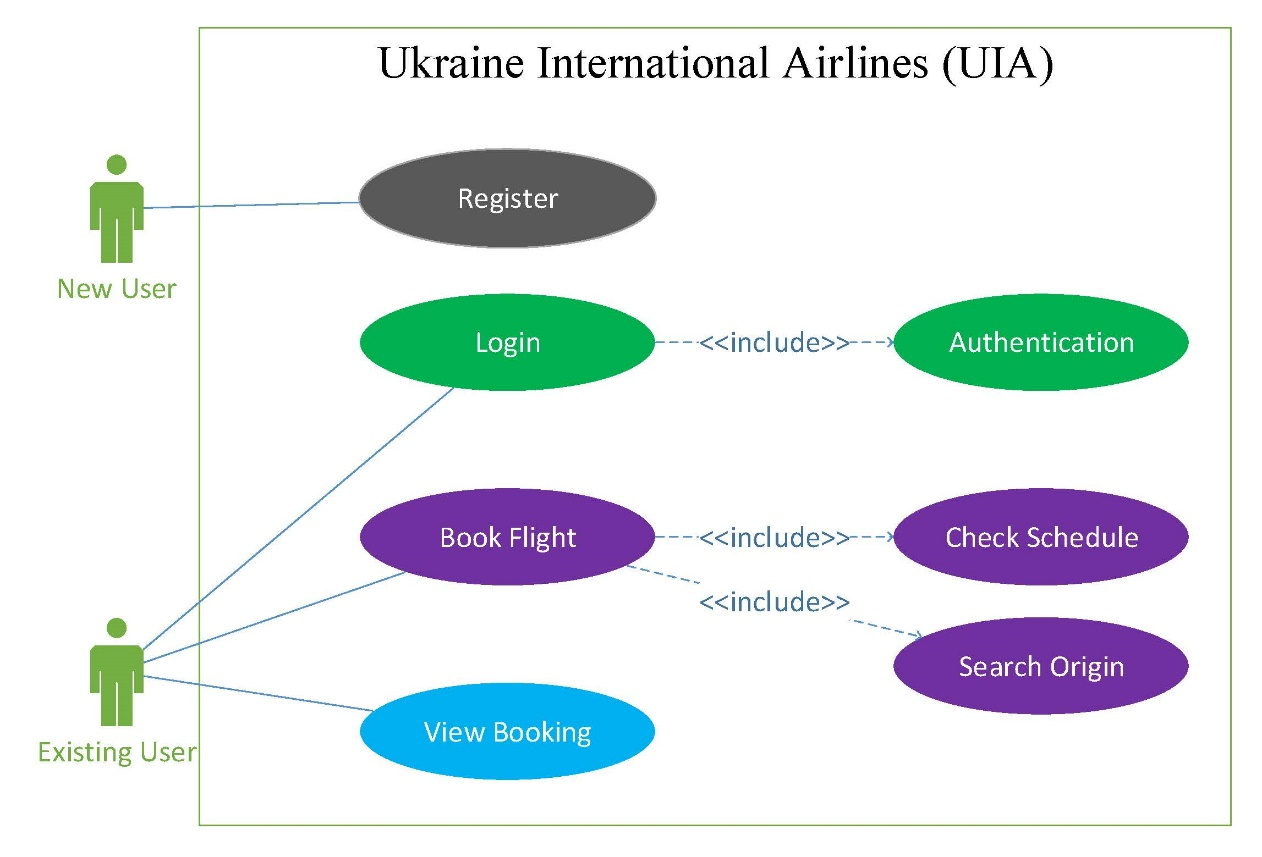 Ukraine International Airlines (UIA)
Register
New User
Login
<<include>>
Authentication
Book Flight
<<include>>
Check Schedule
<<include>>
Search Origin
View Booking
Existing User